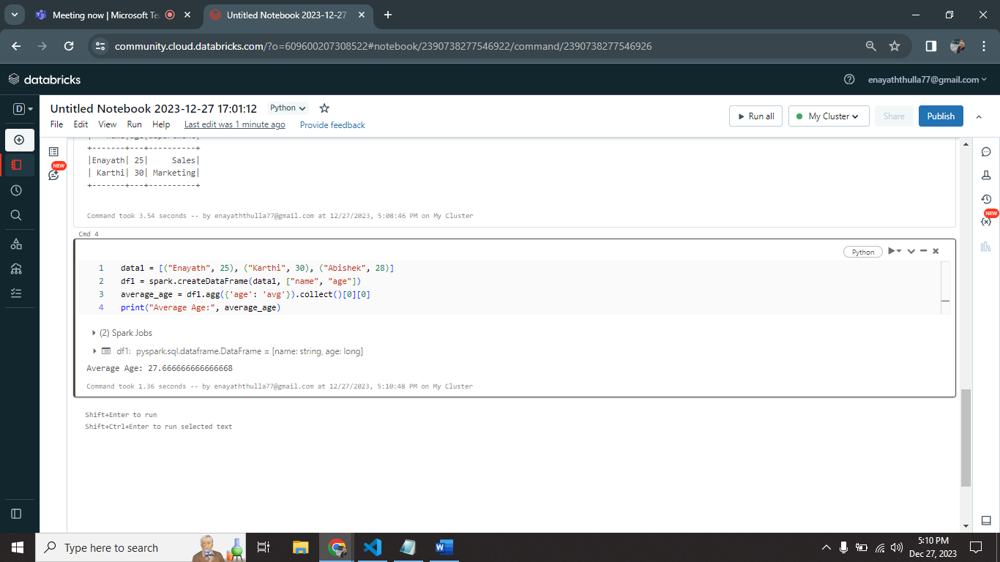 Meeting now | Microsoft Te
Untitled Notebook 2023-12-27
community.cloud.databricks.com/?o=609600207308522#notebook/2390738277546922/command/2390738277546926
databricks
enayaththulla77@gmail.com
D
Untitled Notebook 2023-12-27 17:01:12
Python
File Edit View Run Help Last edit was 1 minute ago Provide feedback
Run all
My Cluster
Share
Publish
NEW
NEW
+-------+---+----------+
|Enayath| 25|     Sales|
| Karthi| 30| Marketing|
+-------+---+----------+
Command took 3.54 seconds -- by enayaththulla77@gmail.com at 12/27/2023, 5:08:46 PM on My Cluster
Cmd 4
Python
1 data1 = [("Enayath", 25), ("Karthi", 30), ("Abishek", 28)]
2 df1 = spark.createDataFrame(data1, ["name", "age"])
3 average_age = df1.agg({'age': 'avg'}).collect()[0][0]
4 print("Average Age:", average_age)
(2) Spark Jobs
df1: pyspark.sql.dataframe.DataFrame = [name: string, age: long]
Average Age: 27.666666666666668
Command took 1.36 seconds -- by enayaththulla77@gmail.com at 12/27/2023, 5:10:48 PM on My Cluster
Shift+Enter to run
Shift+Ctrl+Enter to run selected text
Type here to search
5:10 PM
Dec 27, 2023